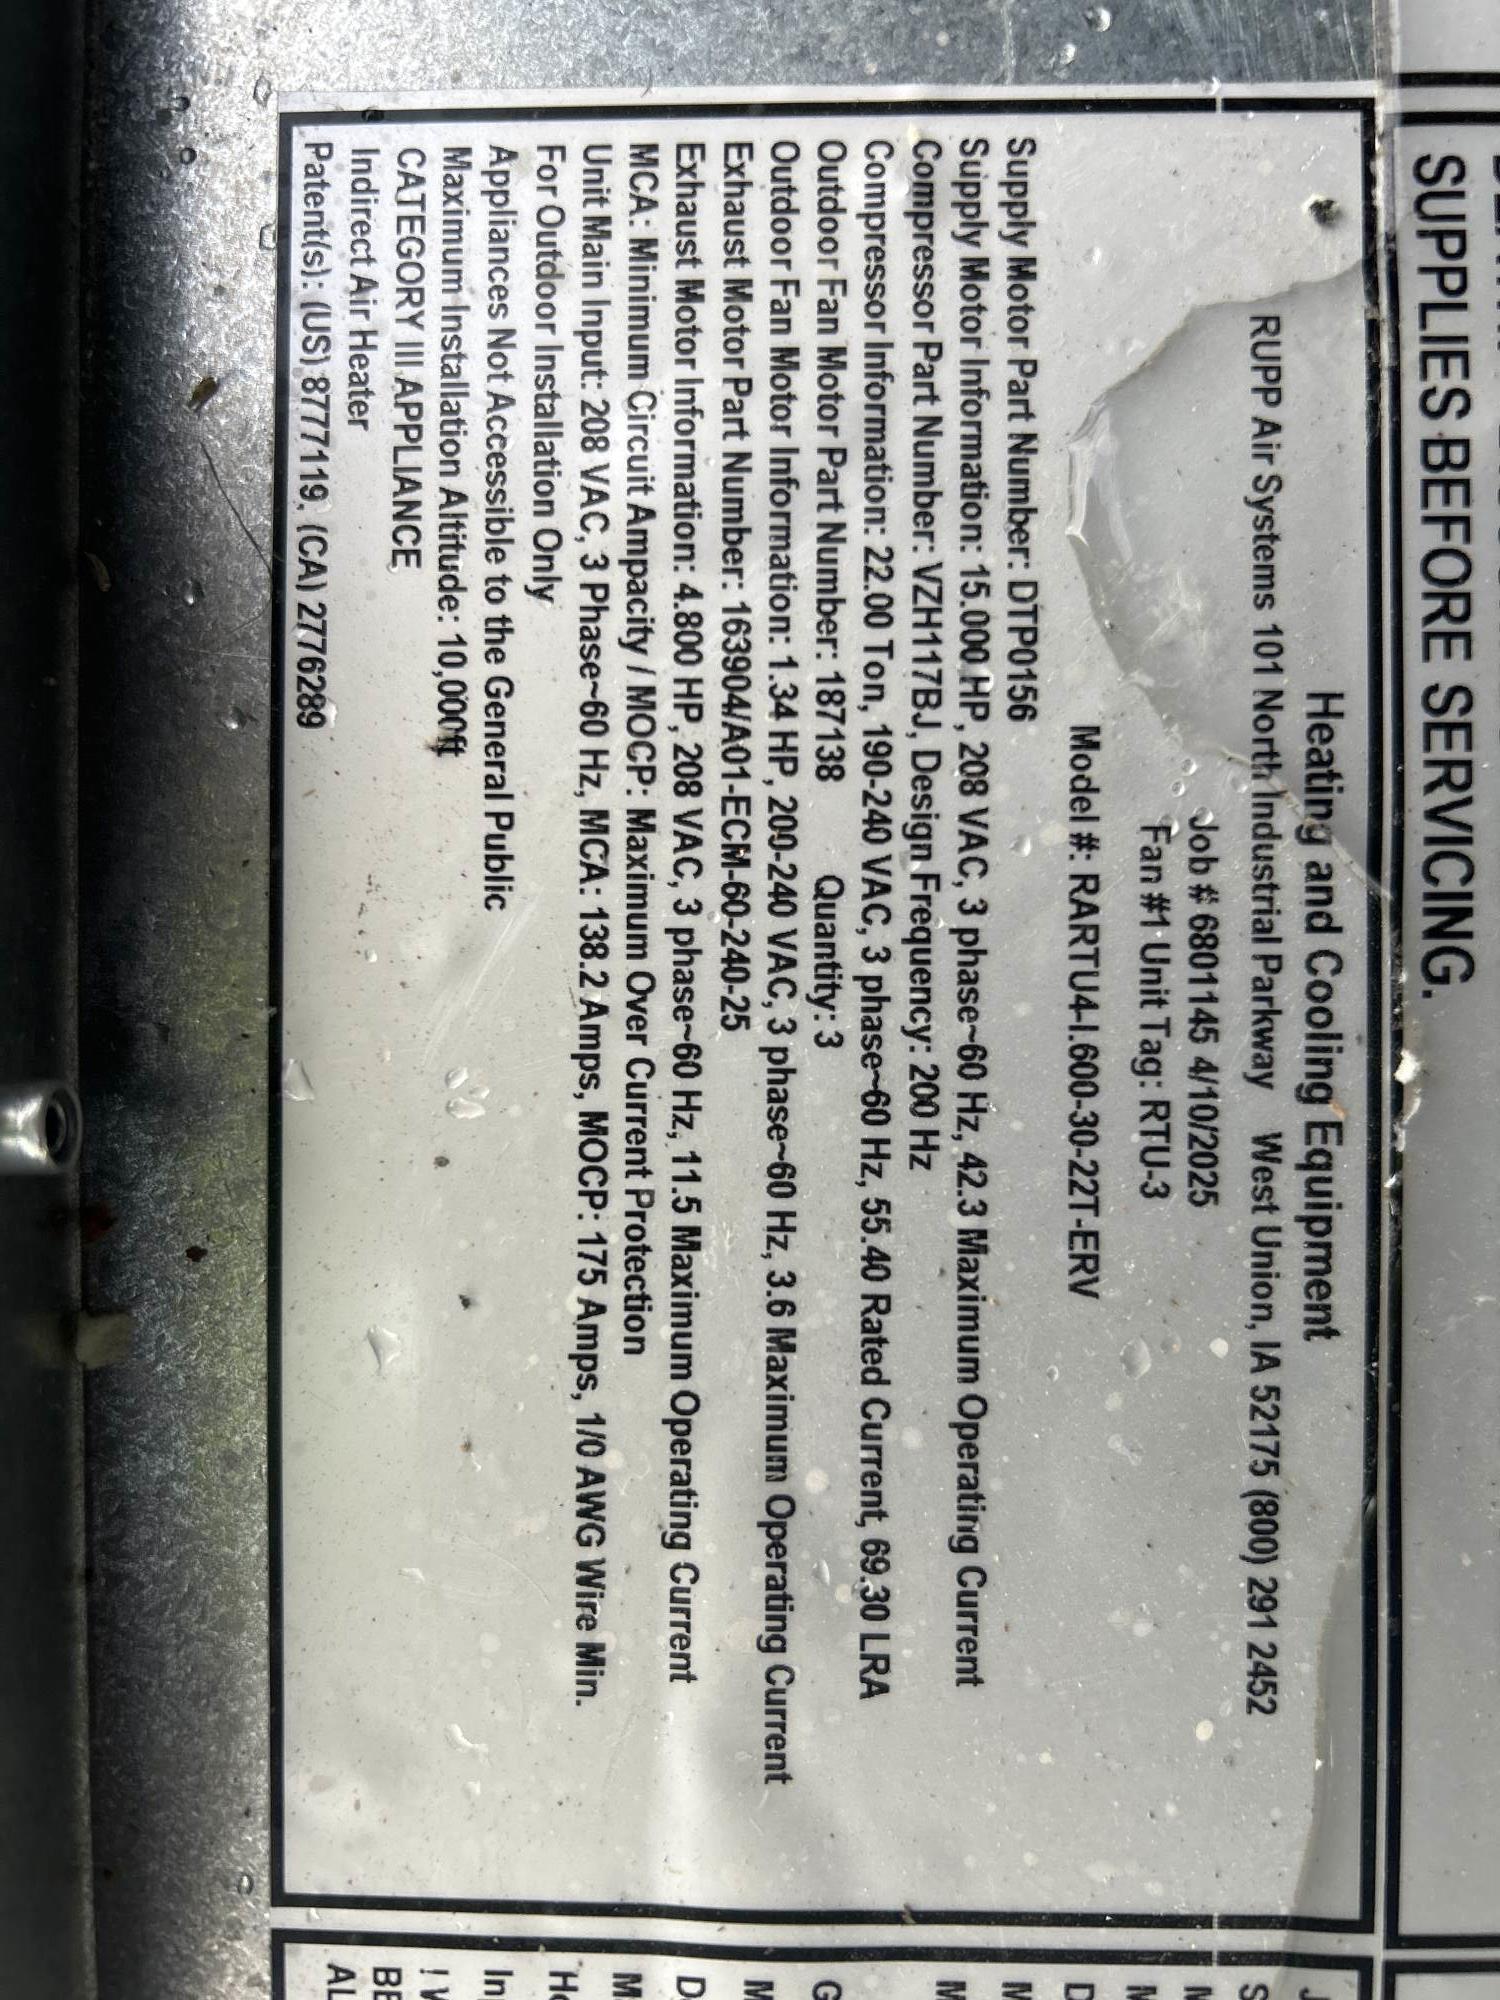 SUPPLIES BEFORE SERVICING.
Heating and Cooling Equipment
RUPP Air Systems 101 North Industrial Parkway West Union, IA 52175 (800) 291 2452
Job # 6801145 4/10/2025
Fan #1 Unit Tag: RTU-3
Model #: RARTU4-I.600-30-22T-ERV
Supply Motor Part Number: DTP0156
Supply Motor Information: 15.000 HP, 208 VAC, 3 phase~60 Hz, 42.3 Maximum Operating Current
Compressor Part Number: VZH117BJ, Design Frequency: 200 Hz
Compressor Information: 22.00 Ton, 190-240 VAC, 3 phase~60 Hz, 55.40 Rated Current, 69.30 LRA
Outdoor Fan Motor Part Number: 187138 Quantity: 3
Outdoor Fan Motor Information: 1.34 HP, 200-240 VAC, 3 phase~60 Hz, 3.6 Maximum Operating Current
Exhaust Motor Part Number: 163904/A01-ECM-60-240-25
Exhaust Motor Information: 4.800 HP, 208 VAC, 3 phase~60 Hz, 11.5 Maximum Operating Current
MCA: Minimum Circuit Ampacity / MOCP: Maximum Over Current Protection
Unit Main Input: 208 VAC, 3 Phase~60 Hz, MCA: 138.2 Amps, MOCP: 175 Amps, 1/0 AWG Wire Min.
For Outdoor Installation Only
Appliances Not Accessible to the General Public
Maximum Installation Altitude: 10,000ft
CATEGORY III APPLIANCE
Indirect Air Heater
Patent(s): (US) 8777119, (CA) 2776289